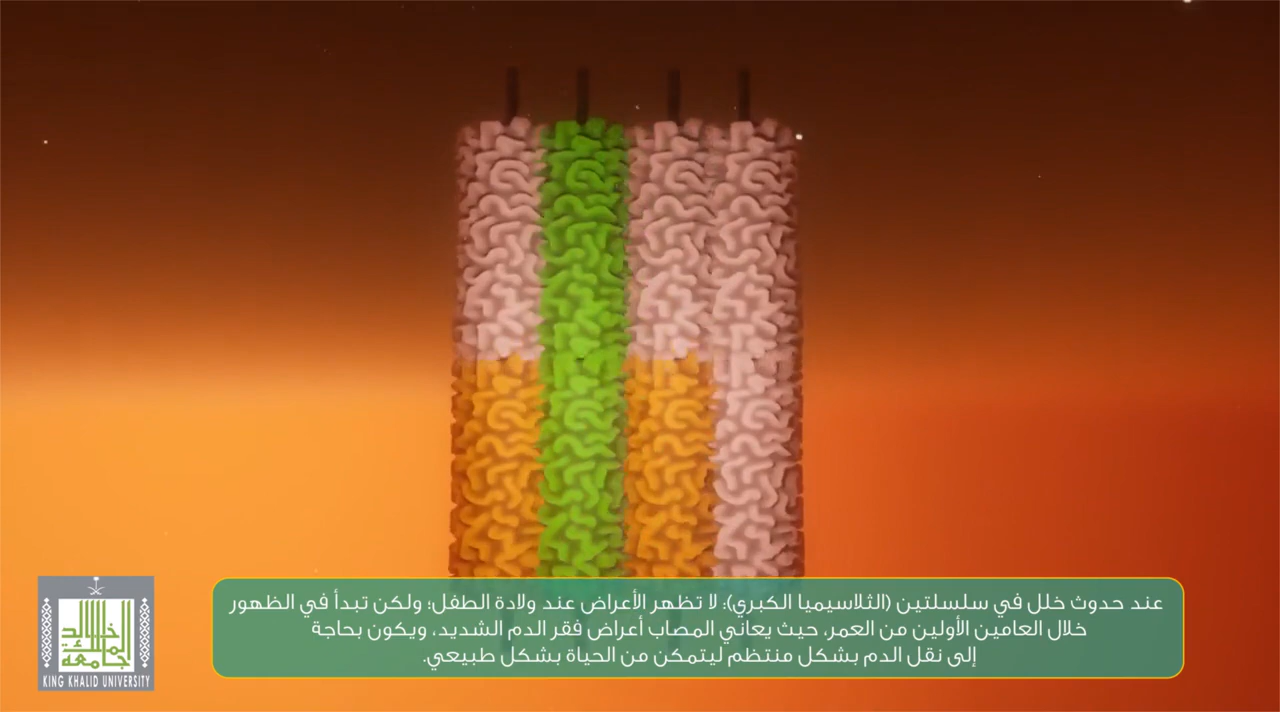 عند حدوث خلل في سلسلتين (الثلاسيميا الكبرى): لا تظهر الأعراض عند ولادة الطفل؛ ولكن تبدأ في الظهور
خلال العامين الأولين من العمر، حيث يعاني المصاب أعراض فقر الدم الشديد، ويكون بحاجة
إلى نقل الدم بشكل منتظم ليتمكن من الحياة بشكل طبيعي.
جامعة الملك خالد
KING KHALID UNIVERSITY